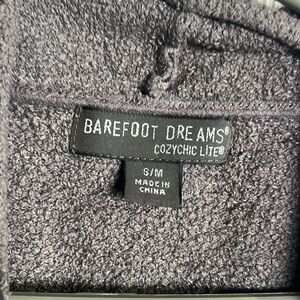 BAREFOOT DREAMS®
COZYCHIC LITE®
S/M
MADE IN
CHINA